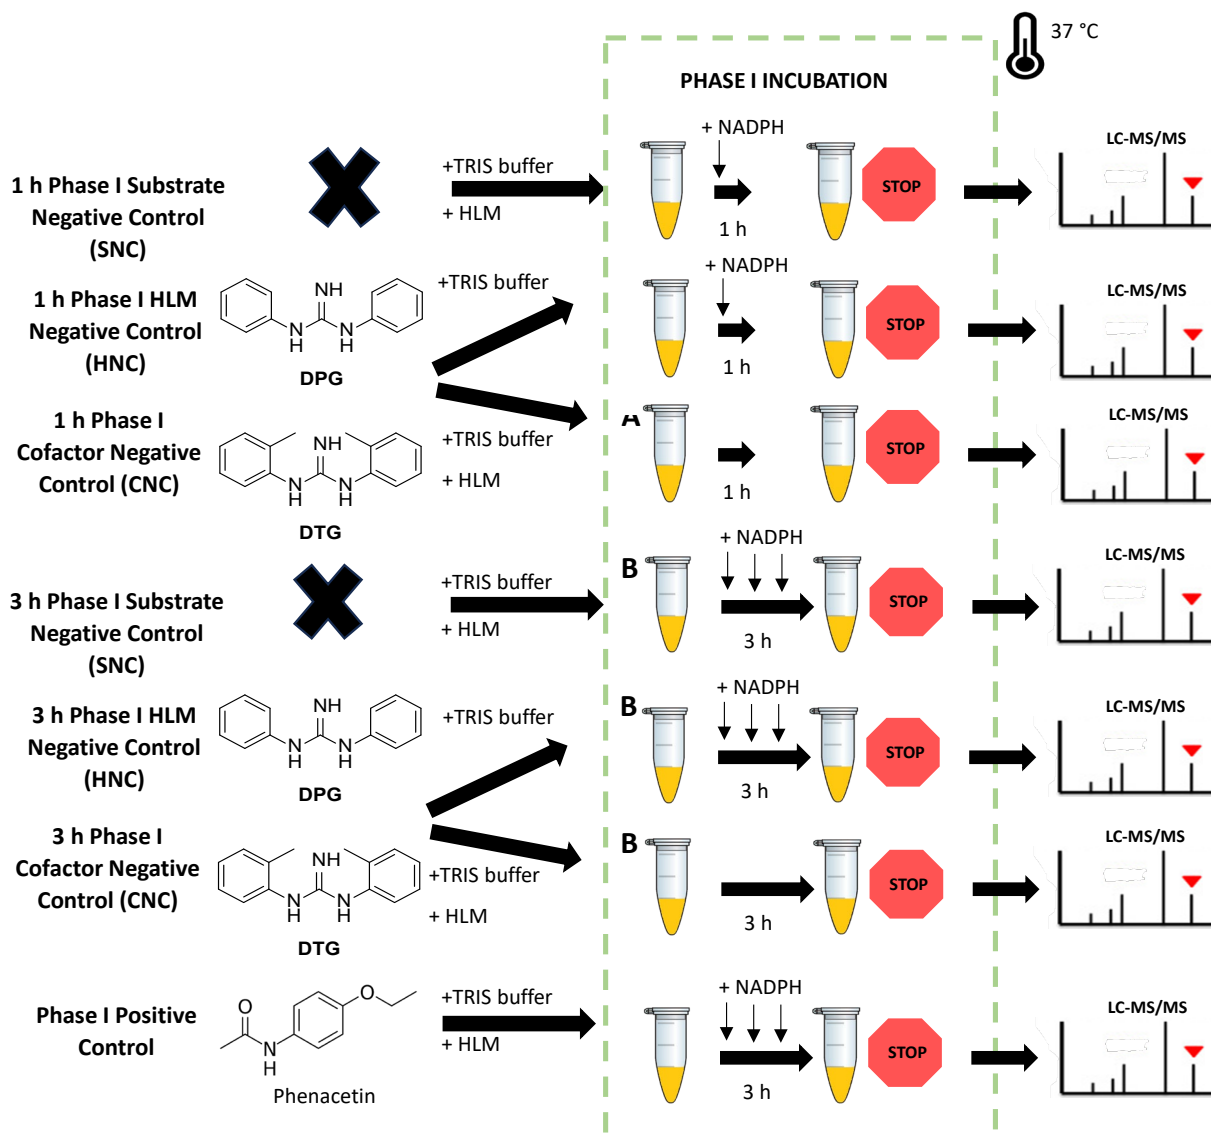 37 °C
PHASE I INCUBATION
1 h Phase I Substrate
Negative Control
(SNC)
+TRIS buffer
+ HLM
+ NADPH
1 h
STOP
LC-MS/MS
1 h Phase I HLM
Negative Control
(HNC)
NH
N
H
N
H
DPG
+TRIS buffer
+ NADPH
1 h
STOP
LC-MS/MS
1 h Phase I
Cofactor Negative
Control (CNC)
NH
N
H
N
H
DTG
+TRIS buffer
+ HLM
A
1 h
STOP
LC-MS/MS
3 h Phase I Substrate
Negative Control
(SNC)
+TRIS buffer
+ HLM
B
+ NADPH
3 h
STOP
LC-MS/MS
3 h Phase I HLM
Negative Control
(HNC)
NH
N
H
N
H
DPG
+TRIS buffer
B
+ NADPH
3 h
STOP
LC-MS/MS
3 h Phase I
Cofactor Negative
Control (CNC)
NH
N
H
N
H
DTG
+TRIS buffer
+ HLM
B
3 h
STOP
LC-MS/MS
Phase I Positive
Control
O
N
H
O
Phenacetin
+TRIS buffer
+ HLM
+ NADPH
3 h
STOP
LC-MS/MS